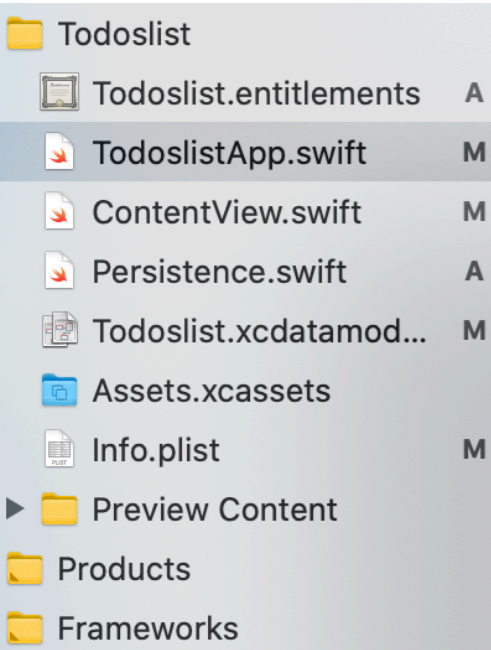 Todoslist
Todoslist.entitlements A
TodoslistApp.swift M
ContentView.swift M
Persistence.swift A
Todoslist.xcdatamod... M
Assets.xcassets
Info.plist M
PLIST
Preview Content
Products
Frameworks